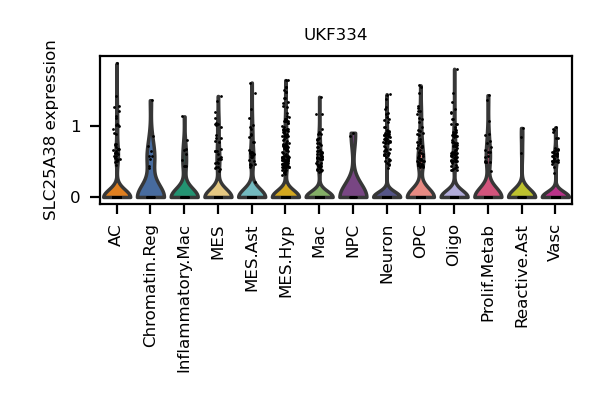 UKF334
SLC25A38 expression
1
0
AC
Chromatin.Reg
Inflammatory.Mac
MES
MES.Ast
MES.Hyp
Mac
NPC
Neuron
OPC
Oligo
Prolif.Metab
Reactive.Ast
Vasc